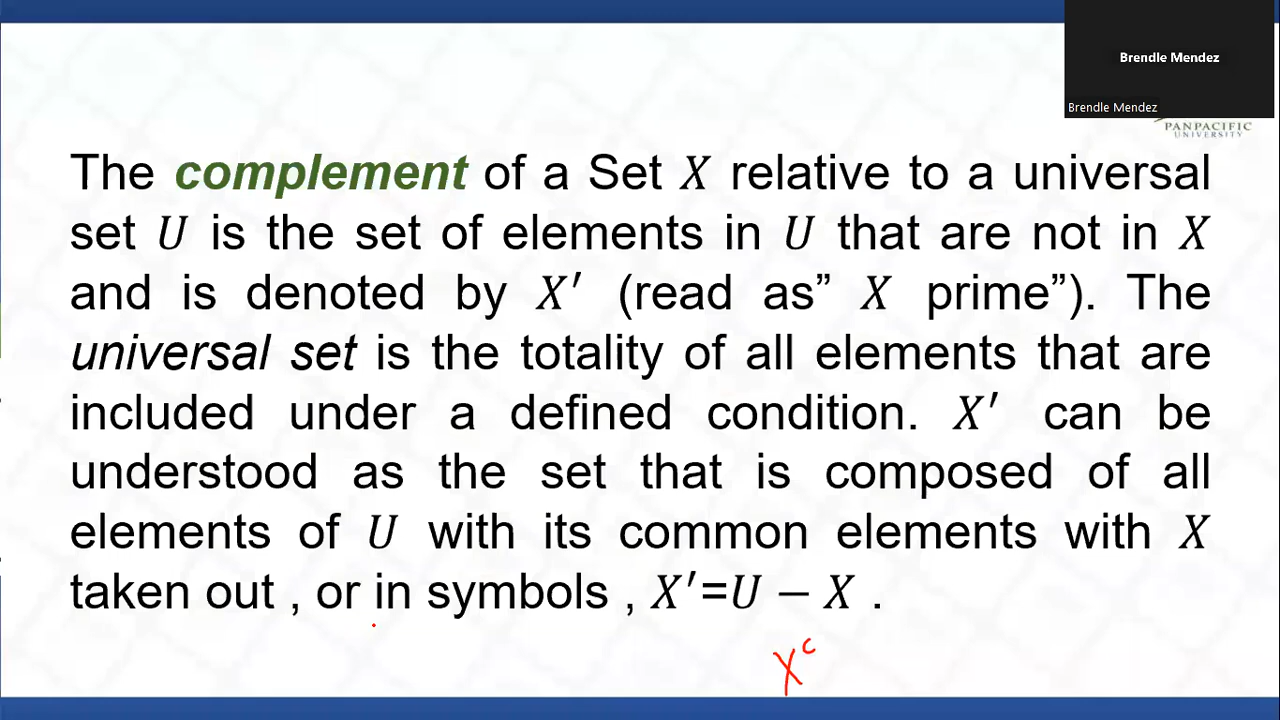 Brendle Mendez
Brendle Mendez
PANPACIFIC
UNIVERSITY
The complement of a Set X relative to a universal
set U is the set of elements in U that are not in X
and is denoted by X′ (read as” X prime”). The
universal set is the totality of all elements that are
included under a defined condition. X′ can be
understood as the set that is composed of all
elements of U with its common elements with X
taken out , or in symbols , X′=U − X .
Xᶜ